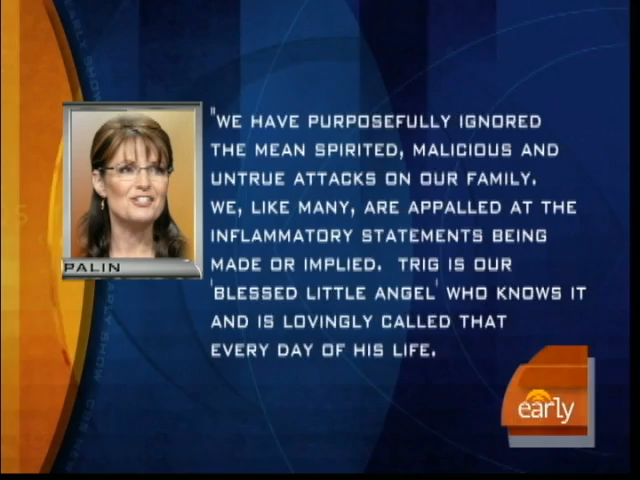 "WE HAVE PURPOSEFULLY IGNORED
THE MEAN SPIRITED, MALICIOUS AND
UNTRUE ATTACKS ON OUR FAMILY.
WE, LIKE MANY, ARE APPALLED AT THE
INFLAMMATORY STATEMENTS BEING
MADE OR IMPLIED. TRIG IS OUR
'BLESSED LITTLE ANGEL' WHO KNOWS IT
AND IS LOVINGLY CALLED THAT
EVERY DAY OF HIS LIFE.
PALIN
early